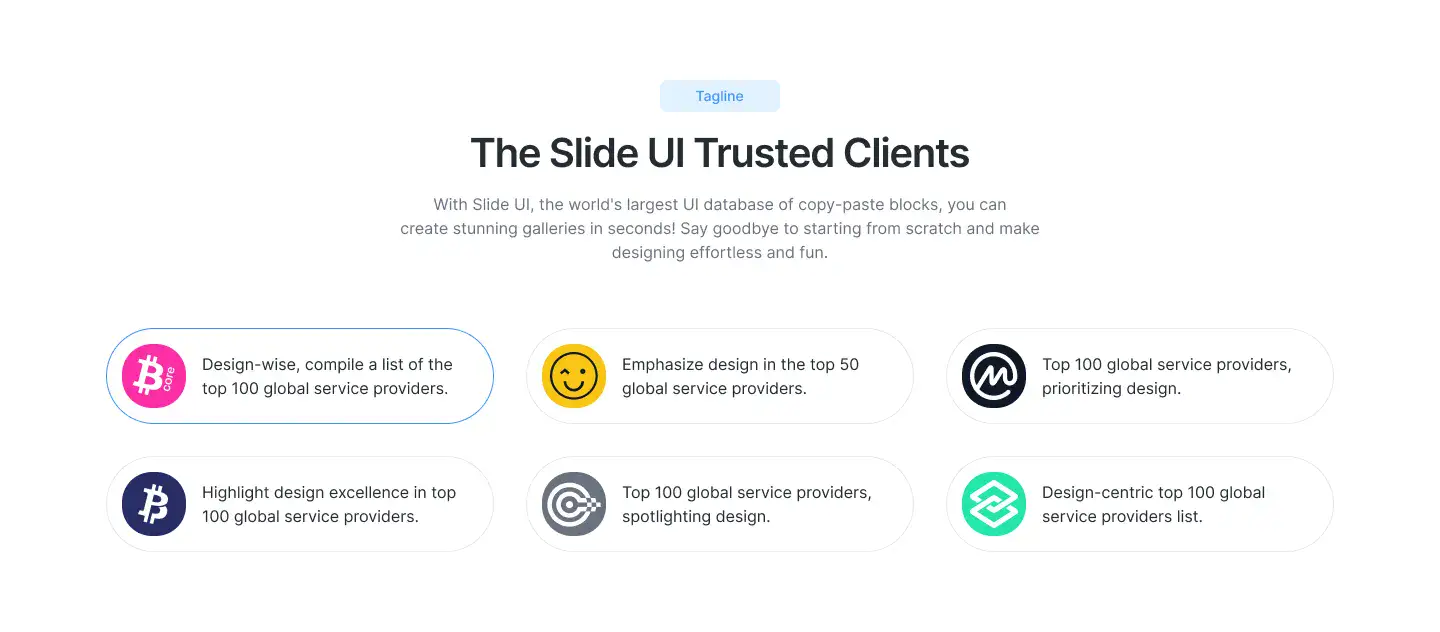 Tagline
The Slide UI Trusted Clients
With Slide UI, the world's largest UI database of copy-paste blocks, you can
create stunning galleries in seconds! Say goodbye to starting from scratch and make
designing effortless and fun.
core
Design-wise, compile a list of the
top 100 global service providers.
Emphasize design in the top 50
global service providers.
Top 100 global service providers,
prioritizing design.
Highlight design excellence in top
100 global service providers.
Top 100 global service providers,
spotlighting design.
Design-centric top 100 global
service providers list.